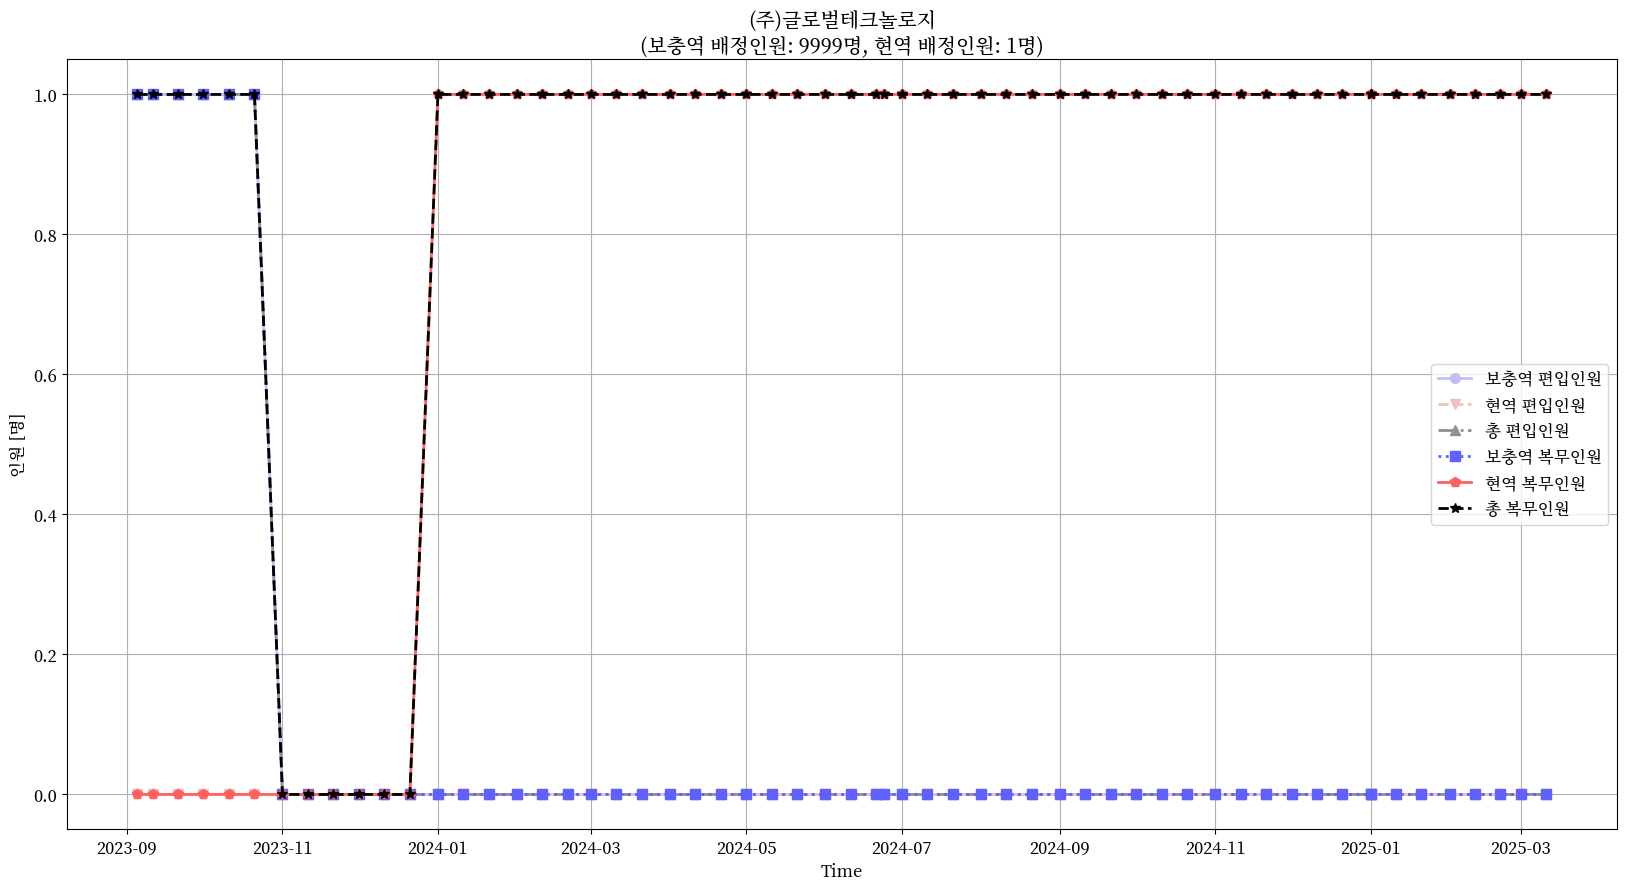 (주)글로벌테크놀로지
(보충역 배정인원: 9999명, 현역 배정인원: 1명)
1.0
0.8
0.6
0.4
0.2
0.0
인원 [명]
보충역 편입인원
현역 편입인원
총 편입인원
보충역 복무인원
현역 복무인원
총 복무인원
2023-09 2023-11 2024-01 2024-03 2024-05 2024-07 2024-09 2024-11 2025-01 2025-03
Time